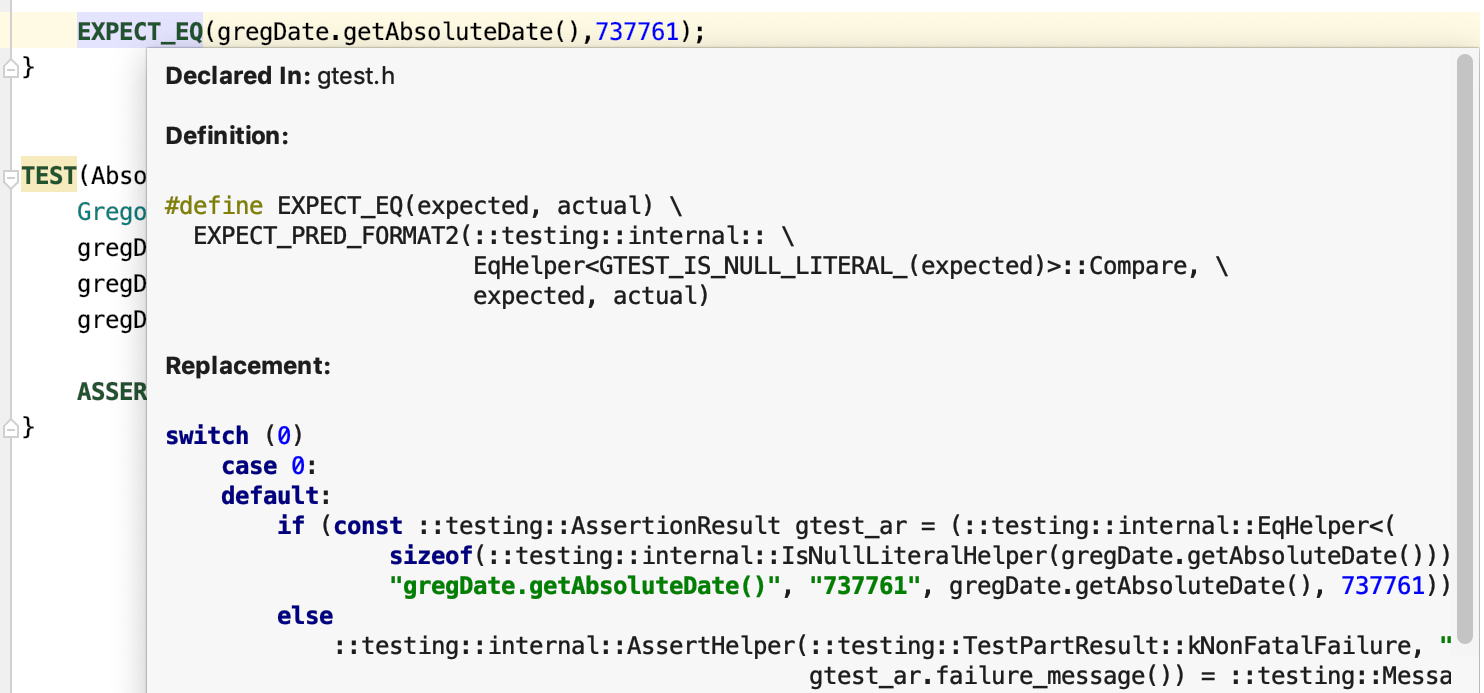 EXPECT_EQ(gregDate.getAbsoluteDate(),737761);
}
Declared In: gtest.h
Definition:
TEST(Abso
Grego
gregD
gregD
gregD
ASSER
}
#define EXPECT_EQ(expected, actual) \
EXPECT_PRED_FORMAT2(::testing::internal:: \
EqHelper<GTEST_IS_NULL_LITERAL_(expected)>::Compare, \
expected, actual)
Replacement:
switch (0)
case 0:
default:
if (const ::testing::AssertionResult gtest_ar = (::testing::internal::EqHelper<(
sizeof(::testing::internal::IsNullLiteralHelper(gregDate.getAbsoluteDate()))
"gregDate.getAbsoluteDate()", "737761", gregDate.getAbsoluteDate(), 737761))
else
::testing::internal::AssertHelper(::testing::TestPartResult::kNonFatalFailure, "
gtest_ar.failure_message()) = ::testing::Messa